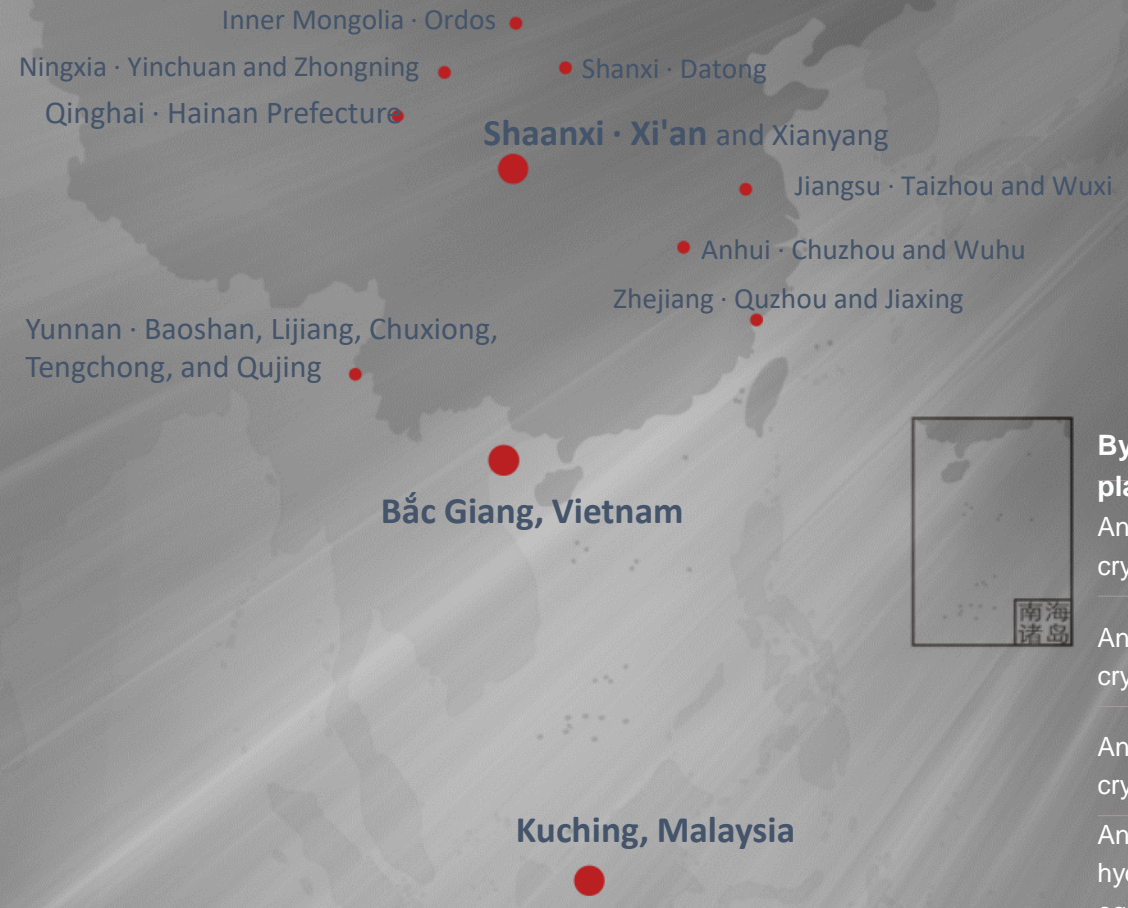 Inner Mongolia · Ordos
Ningxia · Yinchuan and Zhongning
Shanxi · Datong
Qinghai · Hainan Prefecture
Shaanxi · Xi'an and Xianyang
Jiangsu · Taizhou and Wuxi
Anhui · Chuzhou and Wuhu
Zhejiang · Quzhou and Jiaxing
Yunnan · Baoshan, Lijiang, Chuxiong,
Tengchong, and Qujing
Bắc Giang, Vietnam
Kuching, Malaysia
南海
诸岛
By